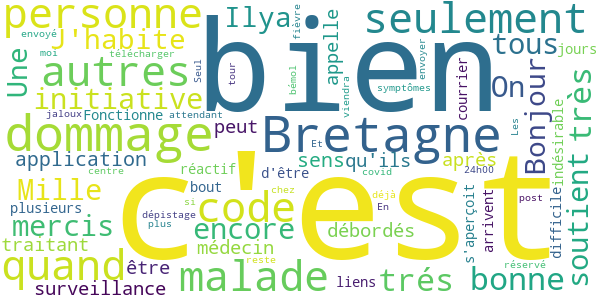 personne
J'habite
Ilya
seulement
envoyé
moi
télécharger
Seul
bémol
fièvre
appelle
tous
jours
Une
autres
bien
tour
viendra
envoyer
symptômes
courrier
On
Bonjour
indésirable
très
initiative
jaloux
Fonctionne
attendant
dommage
peut
Bretagne
Et
Les
24h00
soutient
application
réactif
d'être
sens
qu'ils
après
centre
chez
covid
déjà
En
post
Mille
bout
c'est
si
code
plusieurs
dépistage
plus
mercis
encore
débordés
s'aperçoit
arrivent
difficile
traitant
médecin
reste
réservé
quand
être
malade
liens
trés
bonne
surveillance